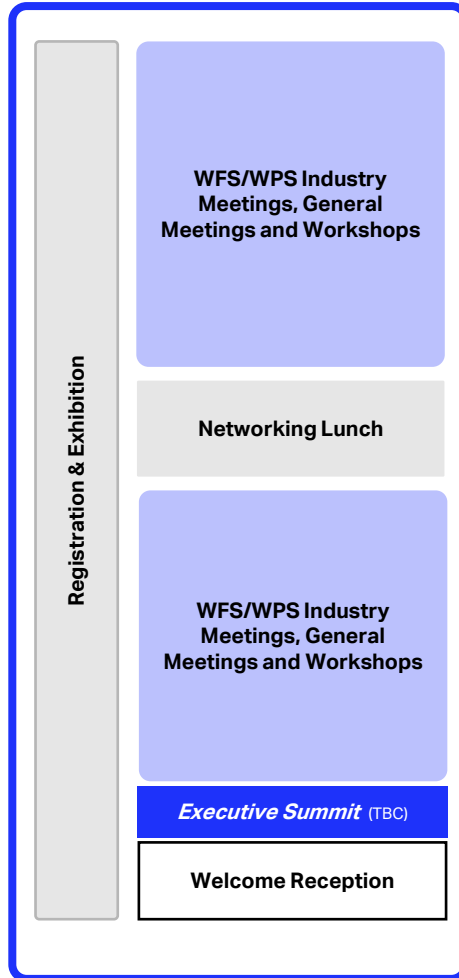 Registration & Exhibition
WFS/WPS Industry
Meetings, General
Meetings and Workshops
Networking Lunch
WFS/WPS Industry
Meetings, General
Meetings and Workshops
Executive Summit (TBC)
Welcome Reception